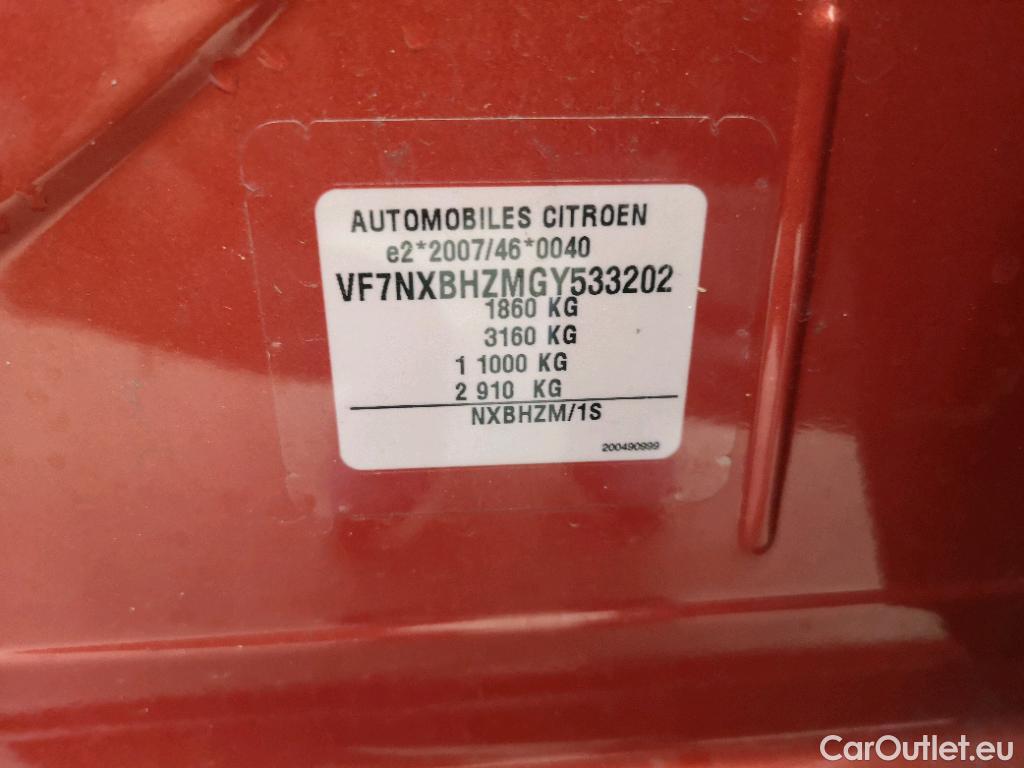 AUTOMOBILES CITROEN
e2*2007/46*0040
VF7NXBHZMGY533202
1860 KG
3160 KG
1 1000 KG
2 910 KG
NXBHZM/1S
200490999
CarOutlet.eu